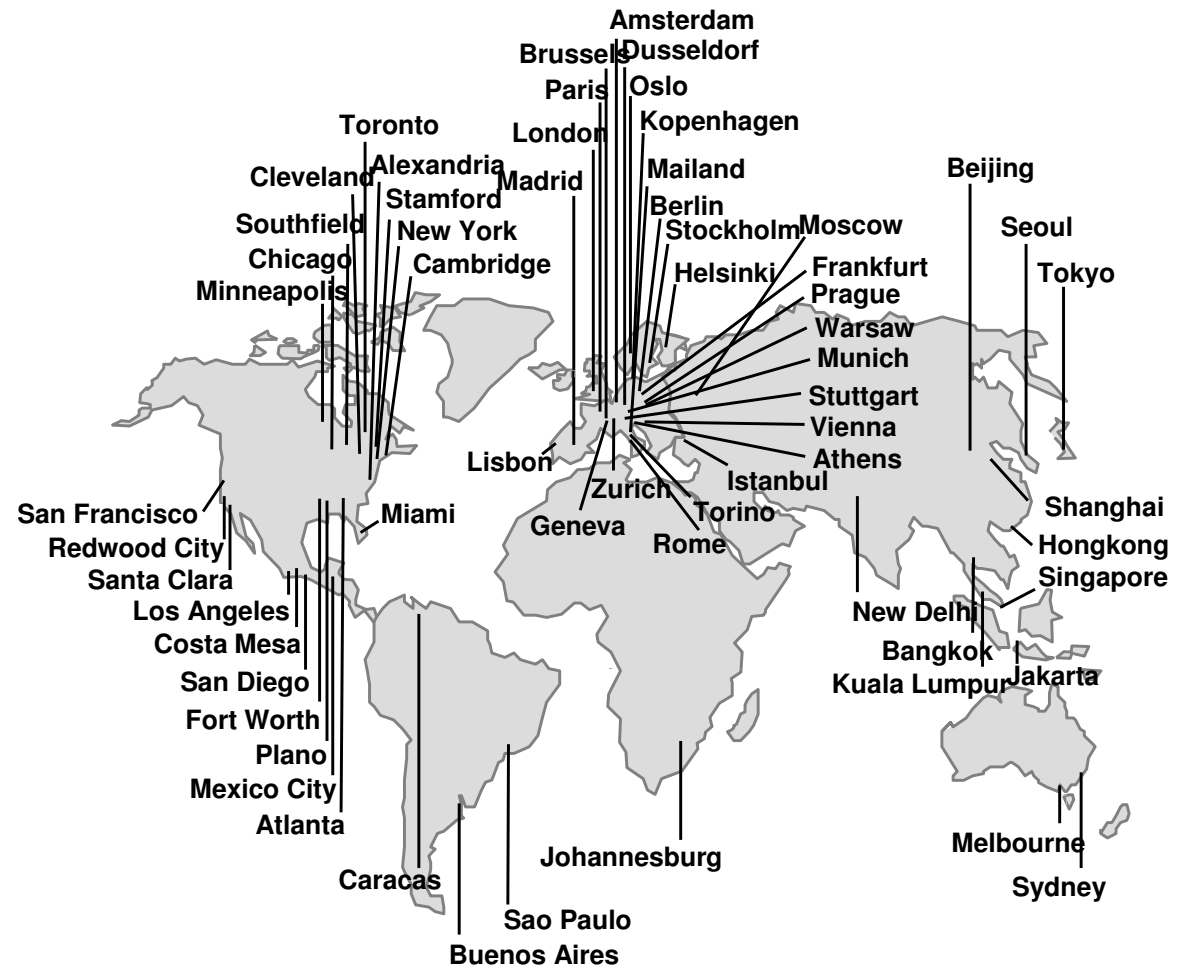 Amsterdam
Brussels
Dusseldorf
Paris
Oslo
Kopenhagen
London
Toronto
Alexandria
Cleveland
Madrid
Mailand
Beijing
Stamford
Berlin
Southfield
New York
Stockholm
Moscow
Seoul
Chicago
Cambridge
Helsinki
Frankfurt
Tokyo
Minneapolis
Prague
Warsaw
Munich
Stuttgart
Vienna
Athens
Lisbon
Istanbul
Zurich
San Francisco
Miami
Geneva
Torino
Shanghai
Redwood City
Rome
Hongkong
Santa Clara
Singapore
Los Angeles
New Delhi
Costa Mesa
Bangkok
San Diego
Kuala Lumpur
Jakarta
Fort Worth
Plano
Mexico City
Atlanta
Melbourne
Johannesburg
Caracas
Sydney
Sao Paulo
Buenos Aires